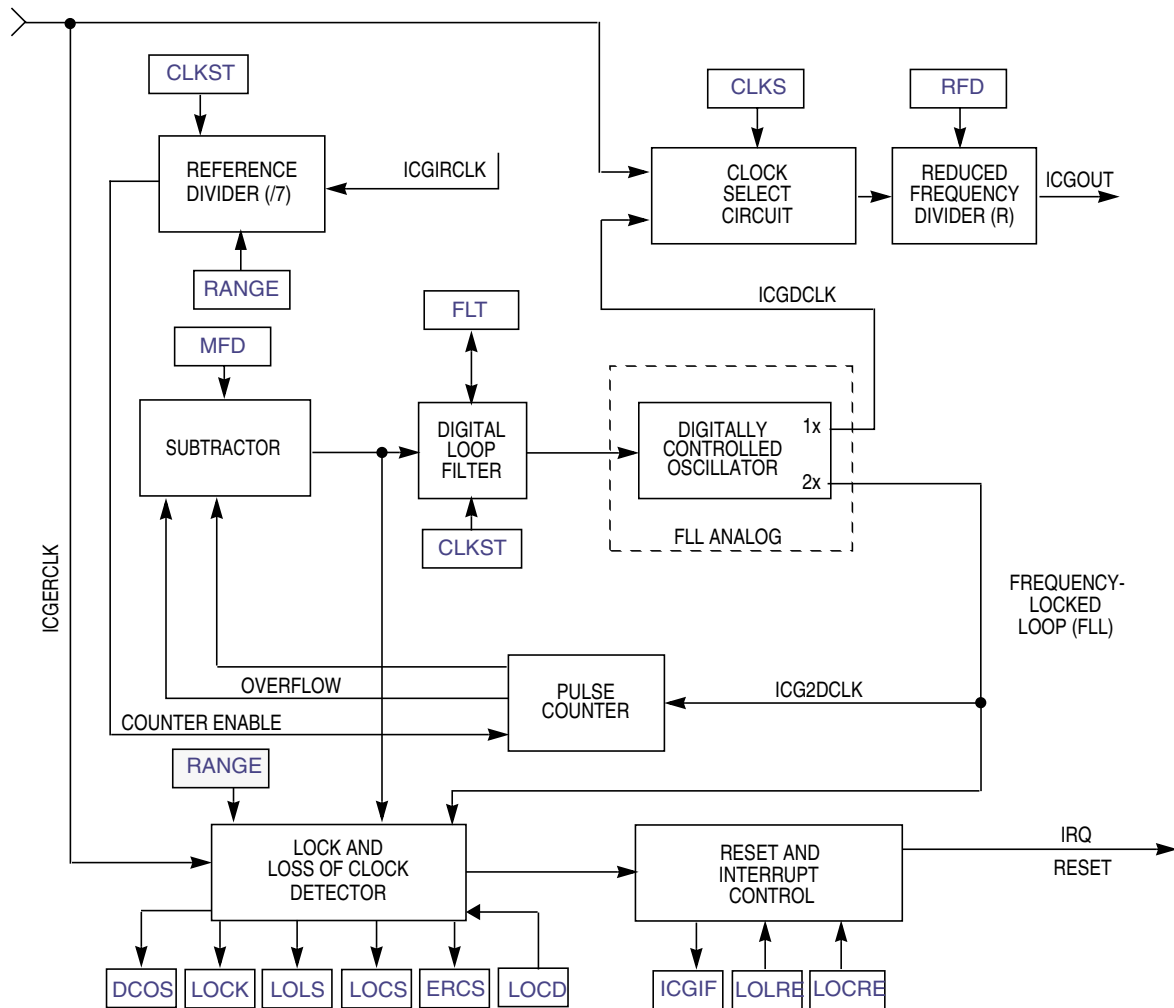 CLKST
CLKS
RFD
REFERENCE
DIVIDER (/7)
ICGIRCLK
CLOCK
SELECT
CIRCUIT
REDUCED
FREQUENCY
DIVIDER (R)
ICGOUT
RANGE
ICGDCLK
FLT
MFD
SUBTRACTOR
DIGITAL
LOOP
FILTER
DIGITALLY
CONTROLLED
OSCILLATOR
1x
2x
CLKST
FLL ANALOG
ICGERCLK
FREQUENCY-
LOCKED
LOOP (FLL)
OVERFLOW
PULSE
COUNTER
ICG2DCLK
COUNTER ENABLE
RANGE
LOCK AND
LOSS OF CLOCK
DETECTOR
RESET AND
INTERRUPT
CONTROL
IRQ
RESET
DCOS
LOCK
LOLS
LOCS
ERCS
LOCD
ICGIF
LOLRE
LOCRE